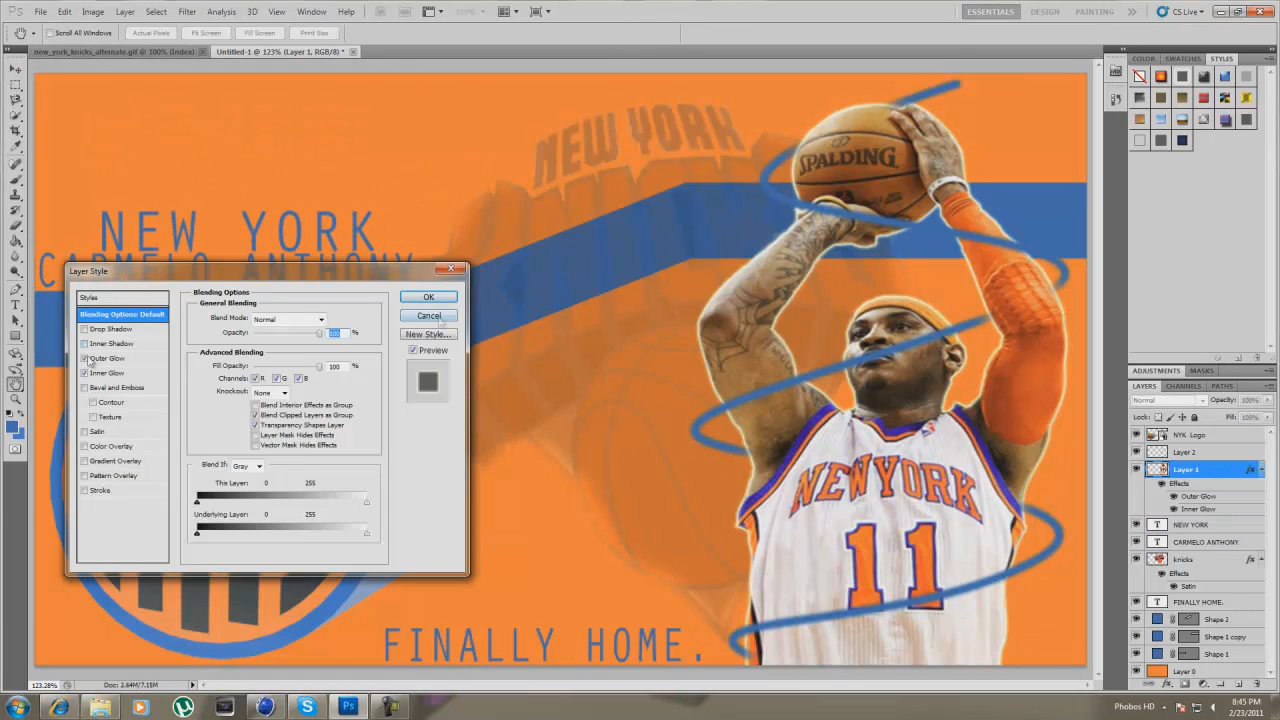 Ps File Edit Image Layer Select Filter Analysis 3D View Window Help
ESSENTIALS DESIGN PAINTING CS Live
Scroll All Windows Actual Pixels Fit Screen Fill Screen Print Size
new_york_knicks_alternate.gif @ 100% (Index) Untitled-1 @ 123% (Layer 1, RGB/8) *
COLOR SWATCHES STYLES
NEW YORK
SPALDING
NEW YORK
CARMELO ANTHONY
Layer Style
Styles
Blending Options: Default
Drop Shadow
Inner Shadow
Outer Glow
Inner Glow
Bevel and Emboss
Contour
Texture
Satin
Color Overlay
Gradient Overlay
Pattern Overlay
Stroke
Blending Options
General Blending
Blend Mode: Normal
Opacity: 100 %
Advanced Blending
Fill Opacity: 100 %
Channels: R G B
Knockout: None
Blend Interior Effects as Group
Blend Clipped Layers as Group
Transparency Shapes Layer
Layer Mask Hides Effects
Vector Mask Hides Effects
Blend If: Gray
This Layer: 0 255
Underlying Layer: 0 255
OK
Cancel
New Style...
Preview
NEW YORK
11
FINALLY HOME.
ADJUSTMENTS MASKS
LAYERS CHANNELS PATHS
Normal Opacity: 100%
Lock: Fill: 100%
NYK Logo
Layer 2
Layer 1 fx
Effects
Outer Glow
Inner Glow
T NEW YORK
T CARMELO ANTHONY
knicks fx
Effects
Satin
T FINALLY HOME.
Shape 2
Shape 1 copy
Shape 1
Layer 0
123.28% Doc: 2.64M/7.15M
Phobos HD
8:45 PM
2/23/2011